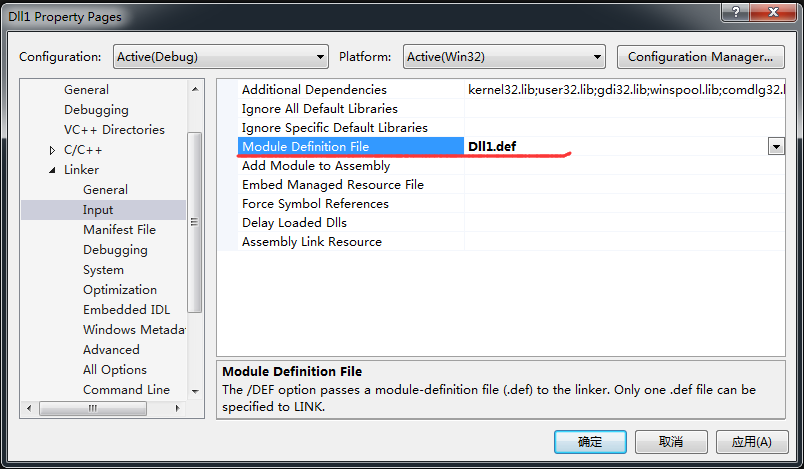 Dll1 Property Pages
Configuration: Active(Debug) Platform: Active(Win32) Configuration Manager...
General
Debugging
VC++ Directories
C/C++
Linker
General
Input
Manifest File
Debugging
System
Optimization
Embedded IDL
Windows Metada
Advanced
All Options
Command Line
Additional Dependencies kernel32.lib;user32.lib;gdi32.lib;winspool.lib;comdlg32.l
Ignore All Default Libraries
Ignore Specific Default Libraries
Module Definition File Dll1.def
Add Module to Assembly
Embed Managed Resource File
Force Symbol References
Delay Loaded Dlls
Assembly Link Resource
Module Definition File
The /DEF option passes a module-definition file (.def) to the linker. Only one .def file can be
specified to LINK.
确定 取消 应用(A)